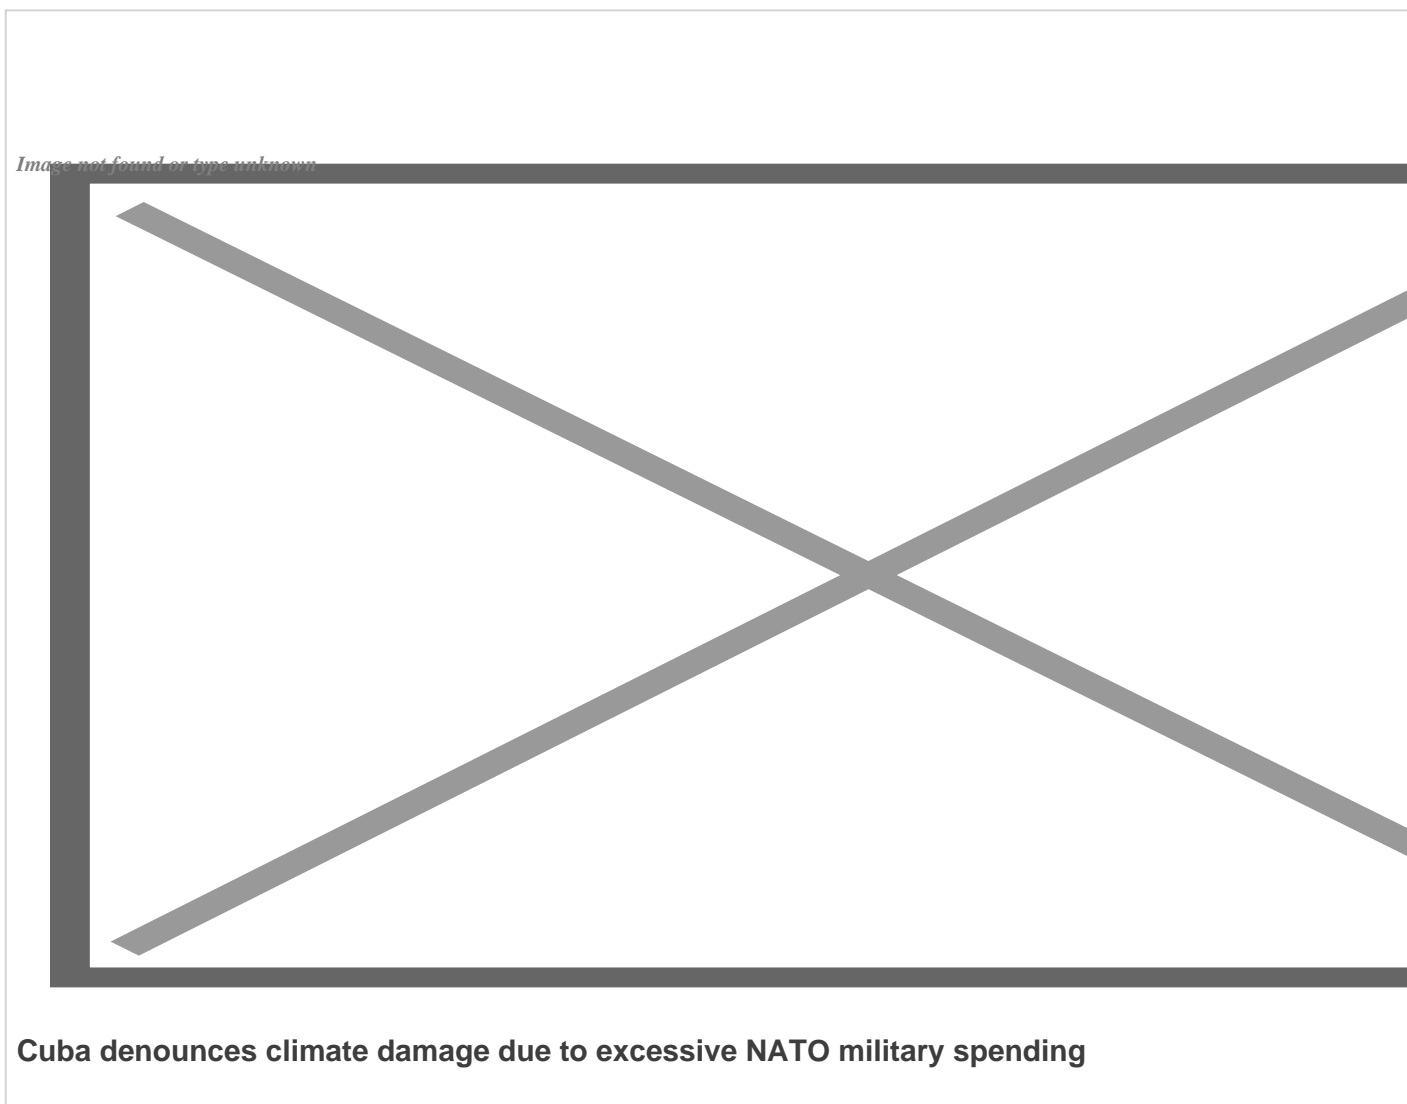 Image not found or type unknown
Cuba denounces climate damage due to excessive NATO military spending